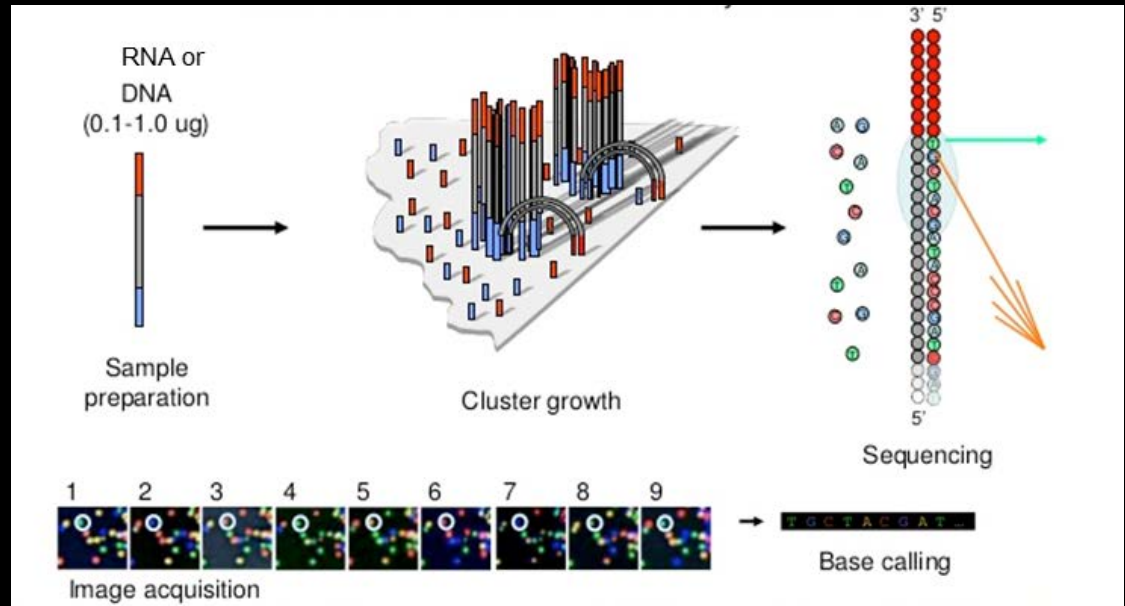 RNA or
DNA
(0.1-1.0 ug)
Sample
preparation
Cluster growth
3' 5'
5'
Sequencing
1 2 3 4 5 6 7 8 9
Image acquisition
T G C T A C G A T ...
Base calling